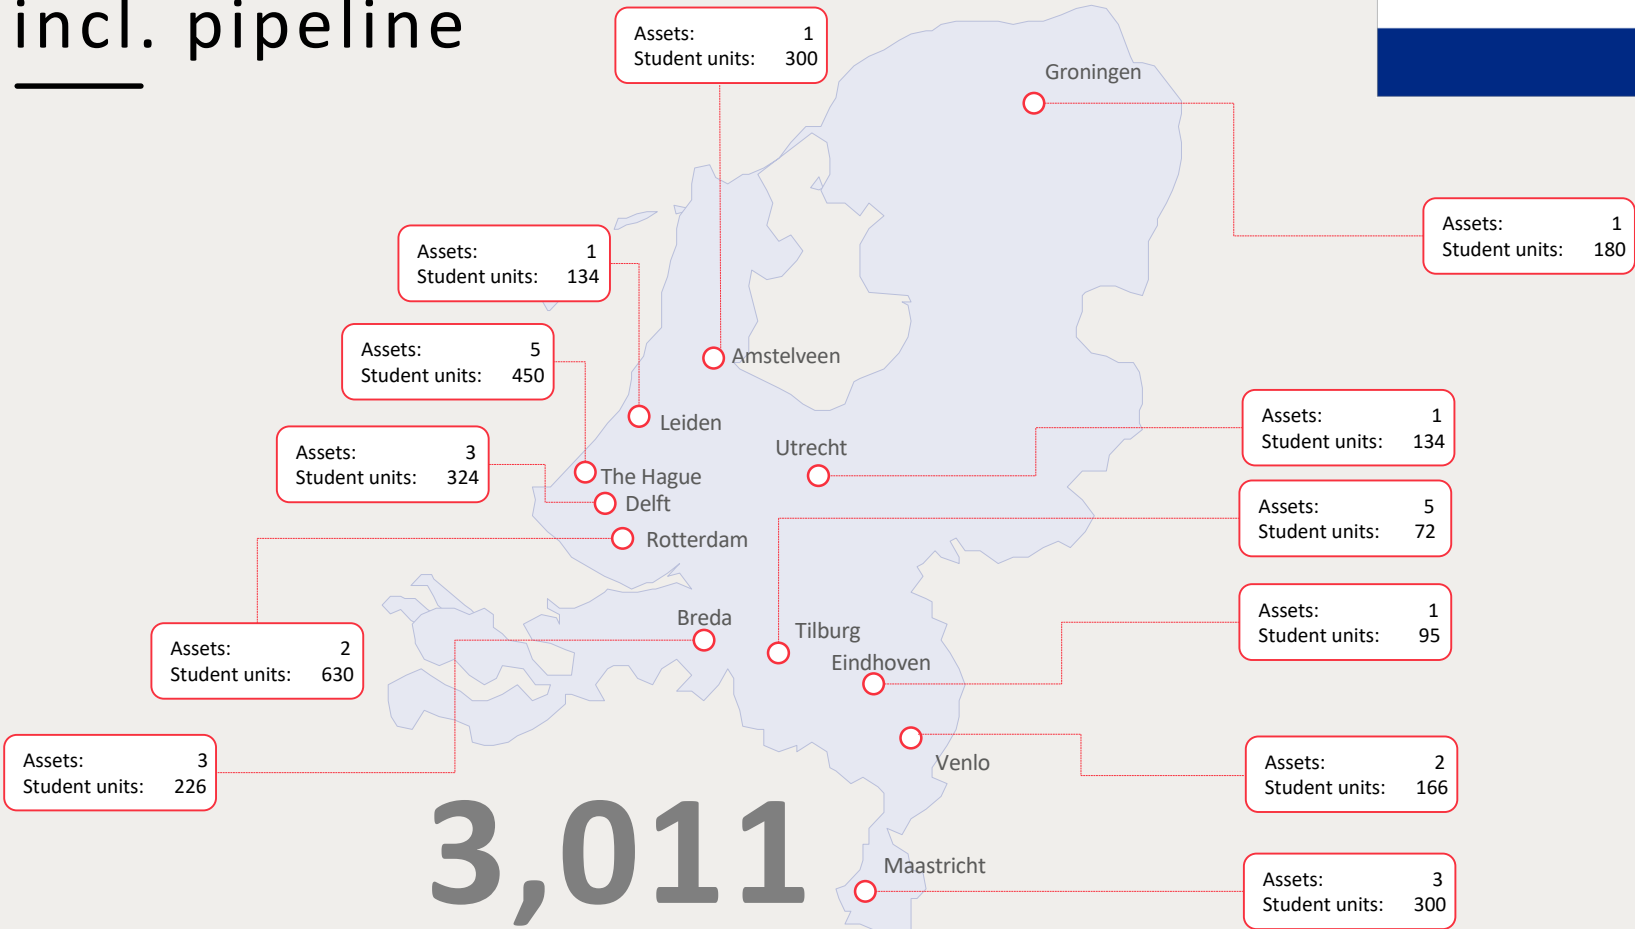 incl. pipeline
Assets: 1
Student units: 300
Groningen
Assets: 1
Student units: 180
Assets: 1
Student units: 134
Assets: 5
Student units: 450
Amstelveen
Leiden
Assets: 1
Student units: 134
Utrecht
Assets: 3
Student units: 324
The Hague
Delft
Assets: 5
Student units: 72
Rotterdam
Assets: 1
Student units: 95
Breda
Tilburg
Eindhoven
Assets: 2
Student units: 630
Venlo
Assets: 3
Student units: 226
Assets: 2
Student units: 166
3,011
Maastricht
Assets: 3
Student units: 300